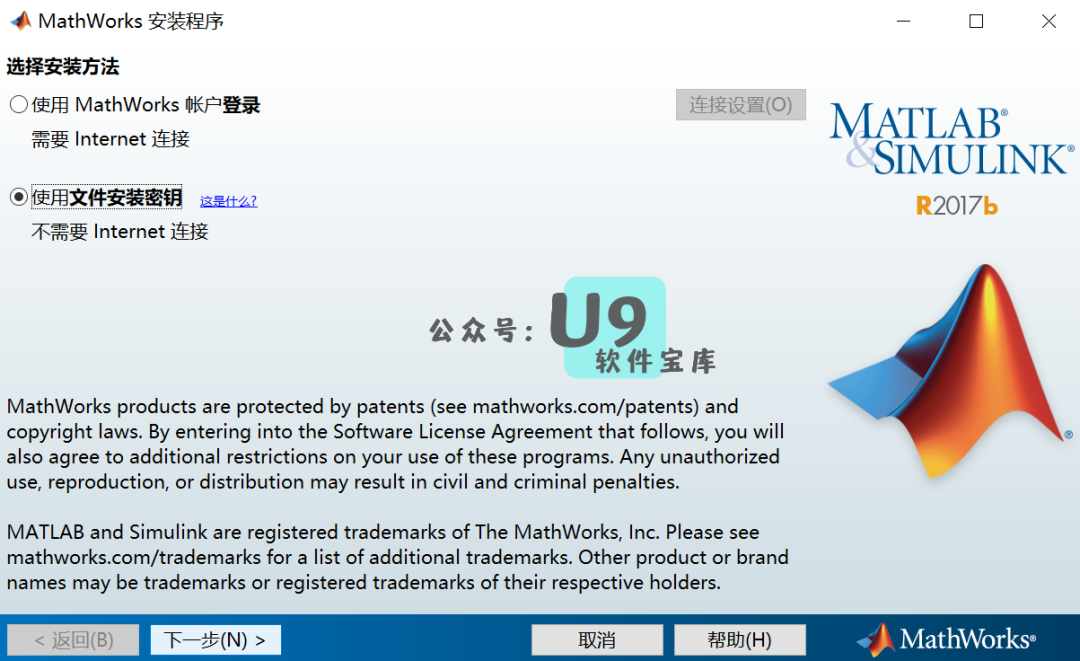 MathWorks 安装程序
选择安装方法
使用 MathWorks 帐户登录
连接设置(O)
需要 Internet 连接
使用文件安装密钥 这是什么?
不需要 Internet 连接
MATLAB®
&SIMULINK®
R2017b
公众号: U9
软件宝库
®
MathWorks products are protected by patents (see mathworks.com/patents) and
copyright laws. By entering into the Software License Agreement that follows, you will
also agree to additional restrictions on your use of these programs. Any unauthorized
use, reproduction, or distribution may result in civil and criminal penalties.
MATLAB and Simulink are registered trademarks of The MathWorks, Inc. Please see
mathworks.com/trademarks for a list of additional trademarks. Other product or brand
names may be trademarks or registered trademarks of their respective holders.
< 返回(B) 下一步(N) > 取消 帮助(H) MathWorks®